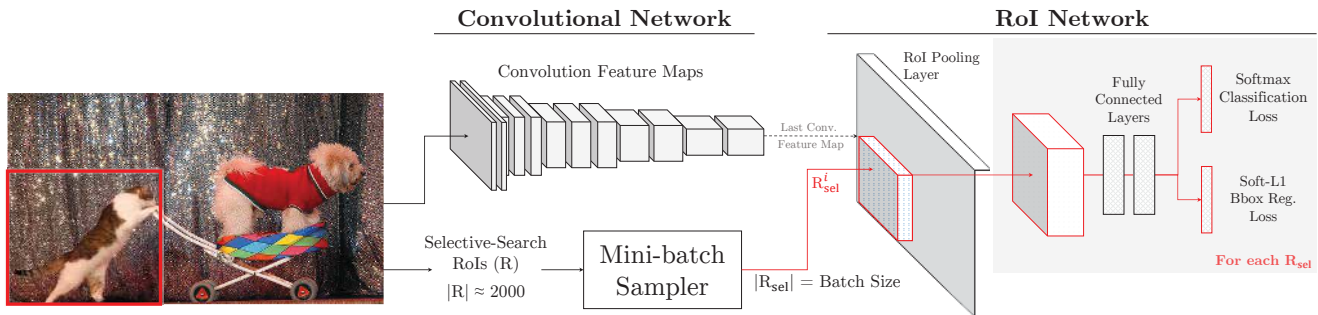 Convolutional Network
RoI Network
Convolution Feature Maps
RoI Pooling
Layer
Last Conv.
Feature Map
Fully
Connected
Layers
Softmax
Classification
Loss
Soft-L1
Bbox Reg.
Loss
For each R_sel
R^i_sel
Selective-Search
RoIs (R)
|R| ≈ 2000
Mini-batch
Sampler
|R_sel| = Batch Size